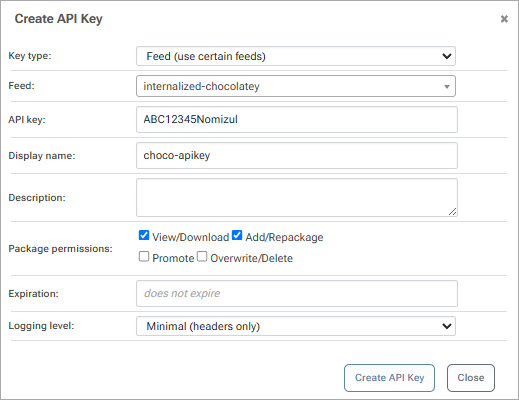 Create API Key ×
Key type: Feed (use certain feeds)
Feed: internalized-chocolatey
API key: ABC12345Nomizul
Display name: choco-apikey
Description:
View/Download Add/Repackage
Package permissions:
Promote Overwrite/Delete
Expiration: does not expire
Logging level: Minimal (headers only)
Create API Key Close